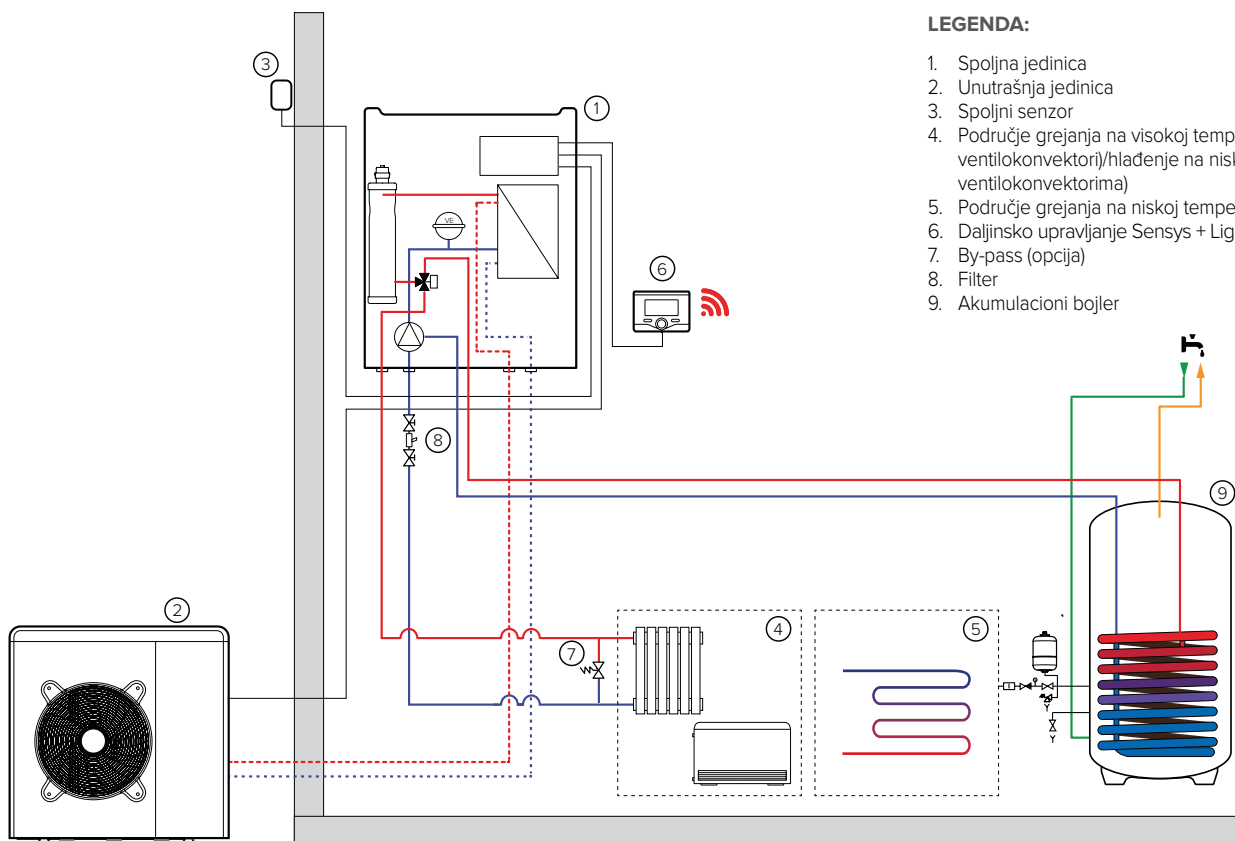 LEGENDA:
1. Spoljna jedinica
2. Unutrašnja jedinica
3. Spoljni senzor
4. Područje grejanja na visokoj temp
ventilokonvektori)/hlađenje na nisk
ventilokonvektorima)
5. Područje grejanja na niskoj tempe
6. Daljinsko upravljanje Sensys + Lig
7. By-pass (opcija)
8. Filter
9. Akumulacioni bojler
3
1
VE
6
8
9
2
7
4
5